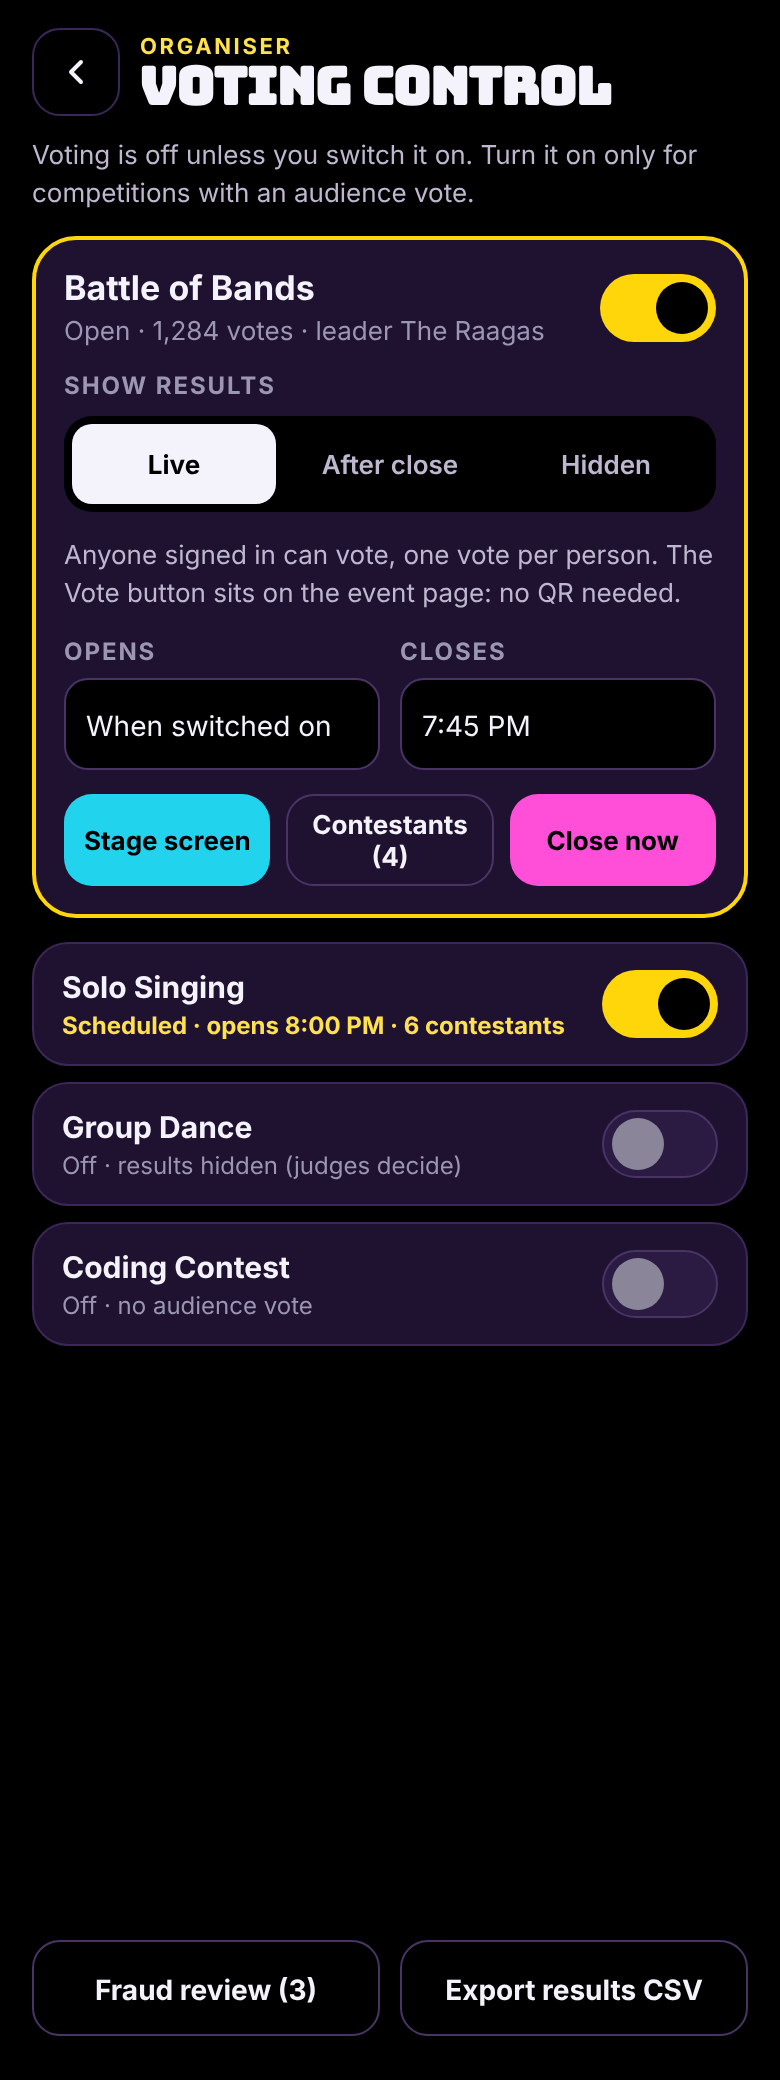 ORGANISER
VOTING CONTROL
Voting is off unless you switch it on. Turn it on only for
competitions with an audience vote.
Battle of Bands
Open · 1,284 votes · leader The Raagas
SHOW RESULTS
Live After close Hidden
Anyone signed in can vote, one vote per person. The
Vote button sits on the event page: no QR needed.
OPENS CLOSES
When switched on 7:45 PM
Stage screen Contestants (4) Close now
Solo Singing
Scheduled · opens 8:00 PM · 6 contestants
Group Dance
Off · results hidden (judges decide)
Coding Contest
Off · no audience vote
Fraud review (3) Export results CSV